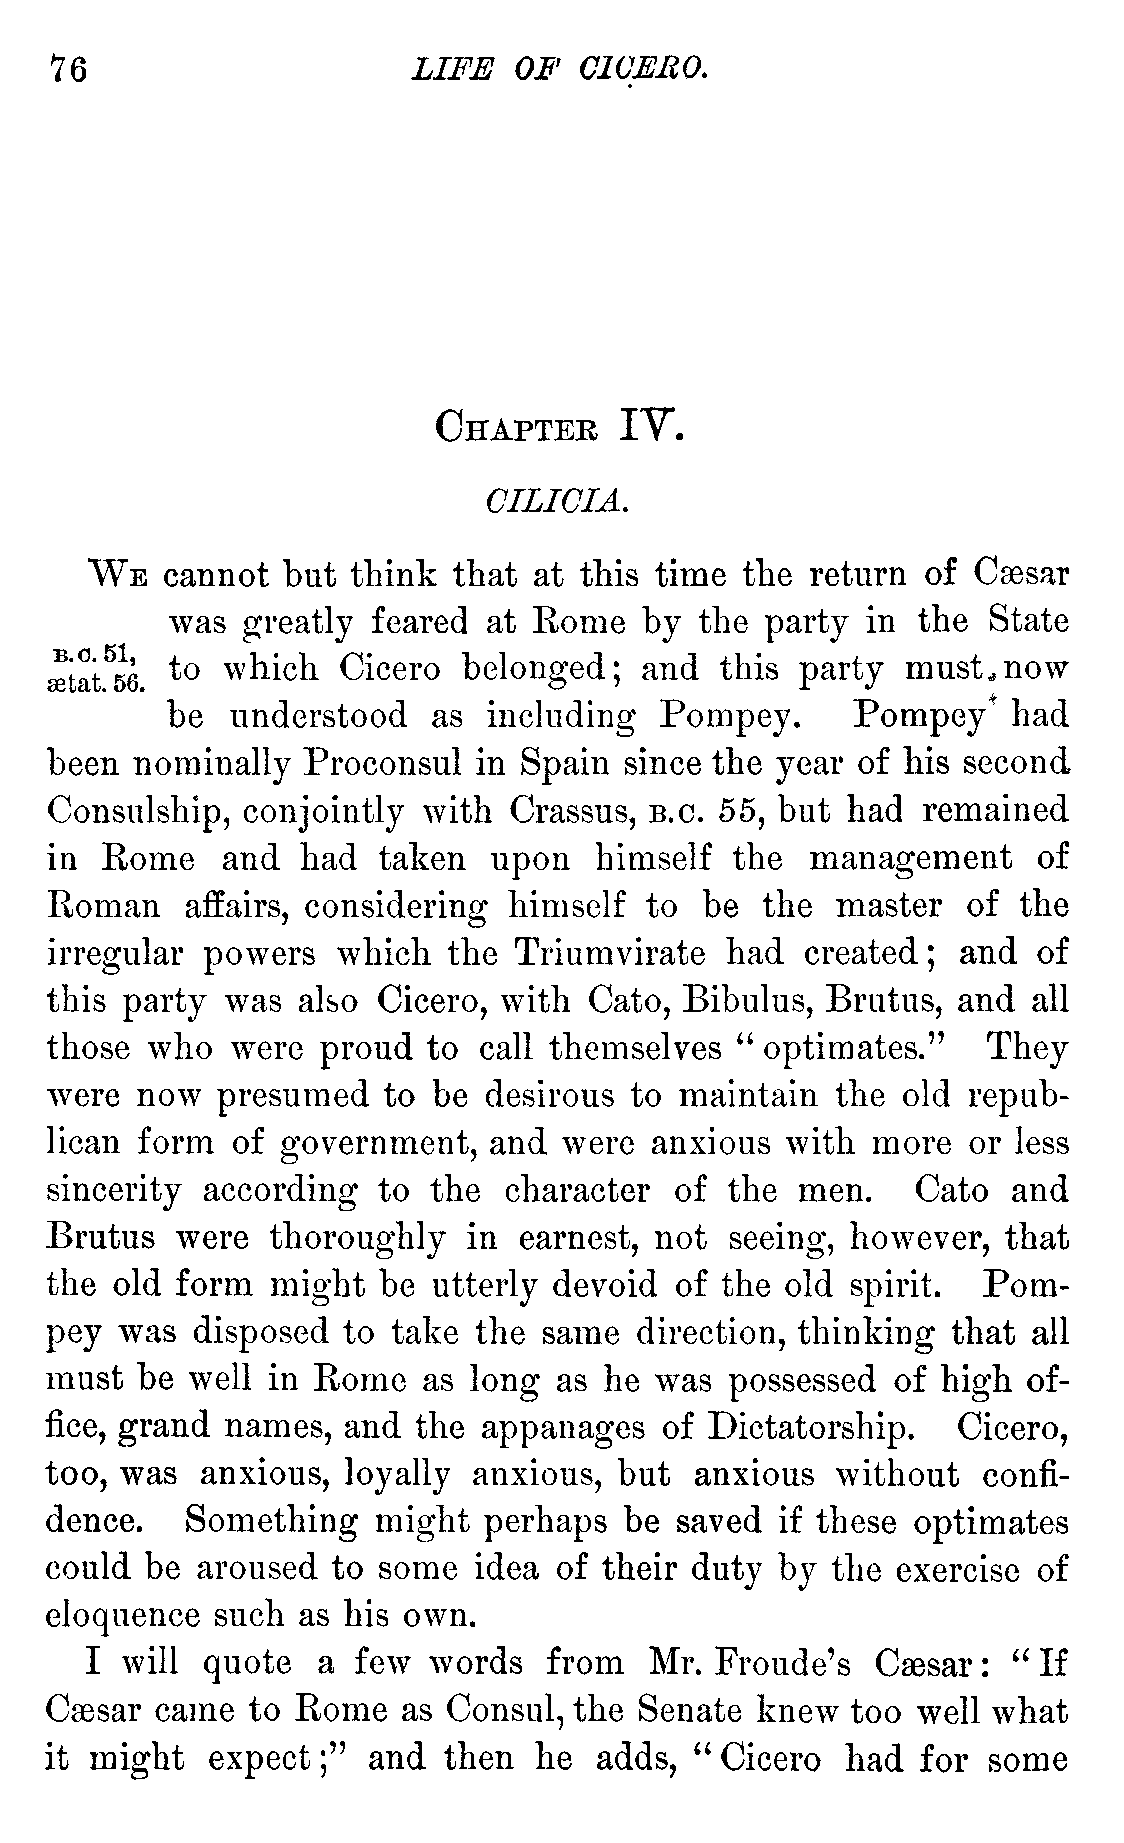 76 LIFE OF CICERO.
CHAPTER IV.
CILICIA.
WE cannot but think that at this time the return of Cæsar
was greatly feared at Rome by the party in the State
B.C. 51,
ætat. 56.
to which Cicero belonged; and this party must now
be understood as including Pompey. Pompey had
been nominally Proconsul in Spain since the year of his second
Consulship, conjointly with Crassus, B.C. 55, but had remained
in Rome and had taken upon himself the management of
Roman affairs, considering himself to be the master of the
irregular powers which the Triumvirate had created; and of
this party was also Cicero, with Cato, Bibulus, Brutus, and all
those who were proud to call themselves "optimates." They
were now presumed to be desirous to maintain the old repub-
lican form of government, and were anxious with more or less
sincerity according to the character of the men. Cato and
Brutus were thoroughly in earnest, not seeing, however, that
the old form might be utterly devoid of the old spirit. Pom-
pey was disposed to take the same direction, thinking that all
must be well in Rome as long as he was possessed of high of-
fice, grand names, and the appanages of Dictatorship. Cicero,
too, was anxious, loyally anxious, but anxious without confi-
dence. Something might perhaps be saved if these optimates
could be aroused to some idea of their duty by the exercise of
eloquence such as his own.
I will quote a few words from Mr. Froude's Cæsar: "If
Cæsar came to Rome as Consul, the Senate knew too well what
it might expect;" and then he adds, "Cicero had for some